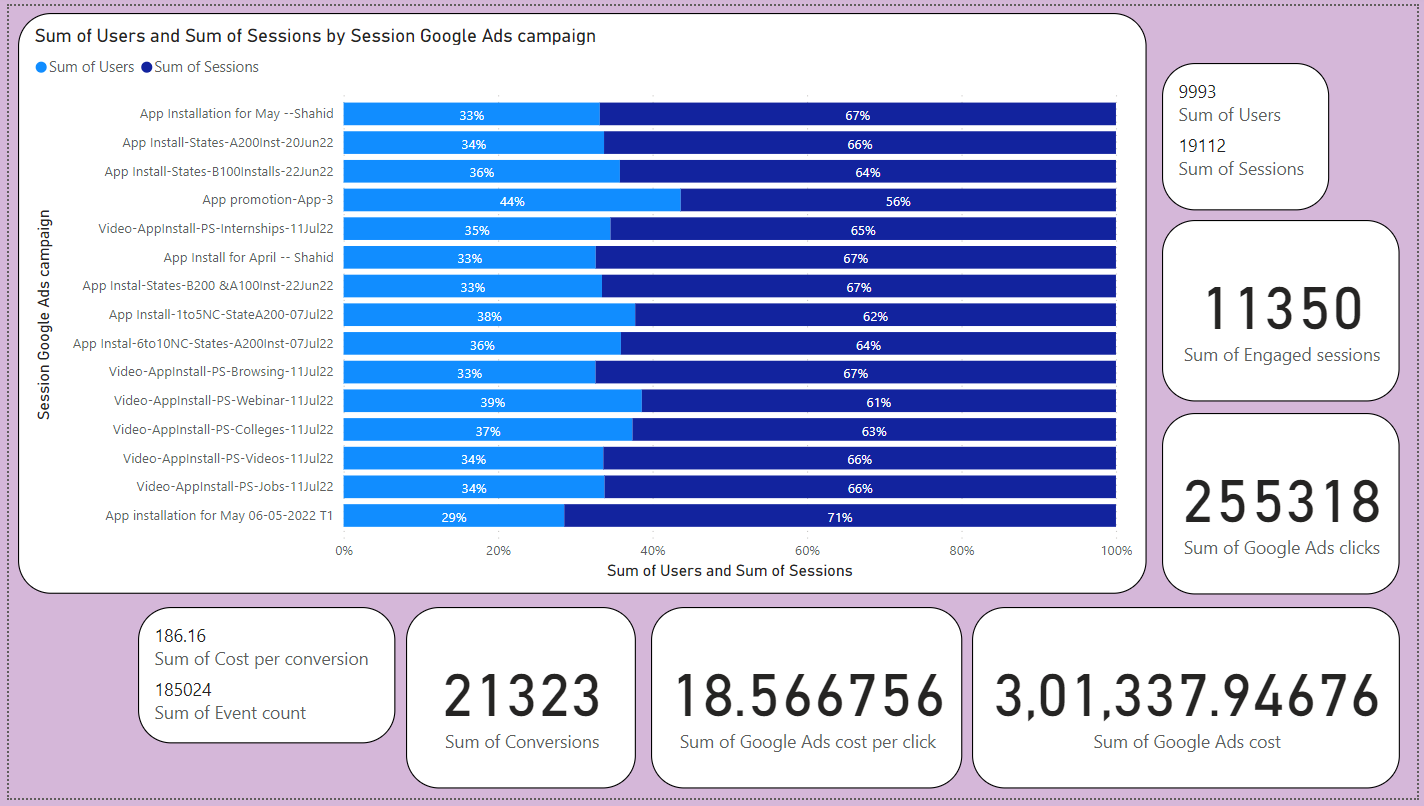 Sum of Users and Sum of Sessions by Session Google Ads campaign
Sum of Users Sum of Sessions
Session Google Ads campaign
App Installation for May --Shahid 33% 67%
App Install-States-A200Inst-20Jun22 34% 66%
App Install-States-B100Installs-22Jun22 36% 64%
App promotion-App-3 44% 56%
Video-AppInstall-PS-Internships-11Jul22 35% 65%
App Install for April -- Shahid 33% 67%
App Instal-States-B200 &A100Inst-22Jun22 33% 67%
App Install-1to5NC-StateA200-07Jul22 38% 62%
App Instal-6to10NC-States-A200Inst-07Jul22 36% 64%
Video-AppInstall-PS-Browsing-11Jul22 33% 67%
Video-AppInstall-PS-Webinar-11Jul22 39% 61%
Video-AppInstall-PS-Colleges-11Jul22 37% 63%
Video-AppInstall-PS-Videos-11Jul22 34% 66%
Video-AppInstall-PS-Jobs-11Jul22 34% 66%
App installation for May 06-05-2022 T1 29% 71%
0% 20% 40% 60% 80% 100%
Sum of Users and Sum of Sessions
9993
Sum of Users
19112
Sum of Sessions
11350
Sum of Engaged sessions
255318
Sum of Google Ads clicks
186.16
Sum of Cost per conversion
185024
Sum of Event count
21323
Sum of Conversions
18.566756
Sum of Google Ads cost per click
3,01,337.94676
Sum of Google Ads cost